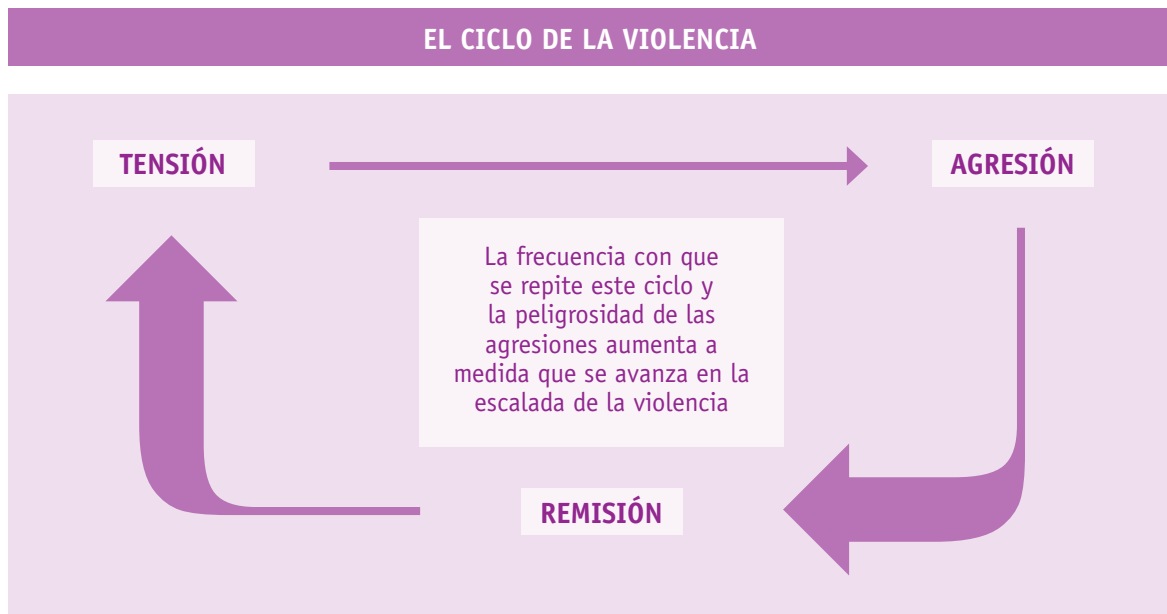 EL CICLO DE LA VIOLENCIA
TENSIÓN
AGRESIÓN
La frecuencia con que
se repite este ciclo y
la peligrosidad de las
agresiones aumenta a
medida que se avanza en la
escalada de la violencia
REMISIÓN